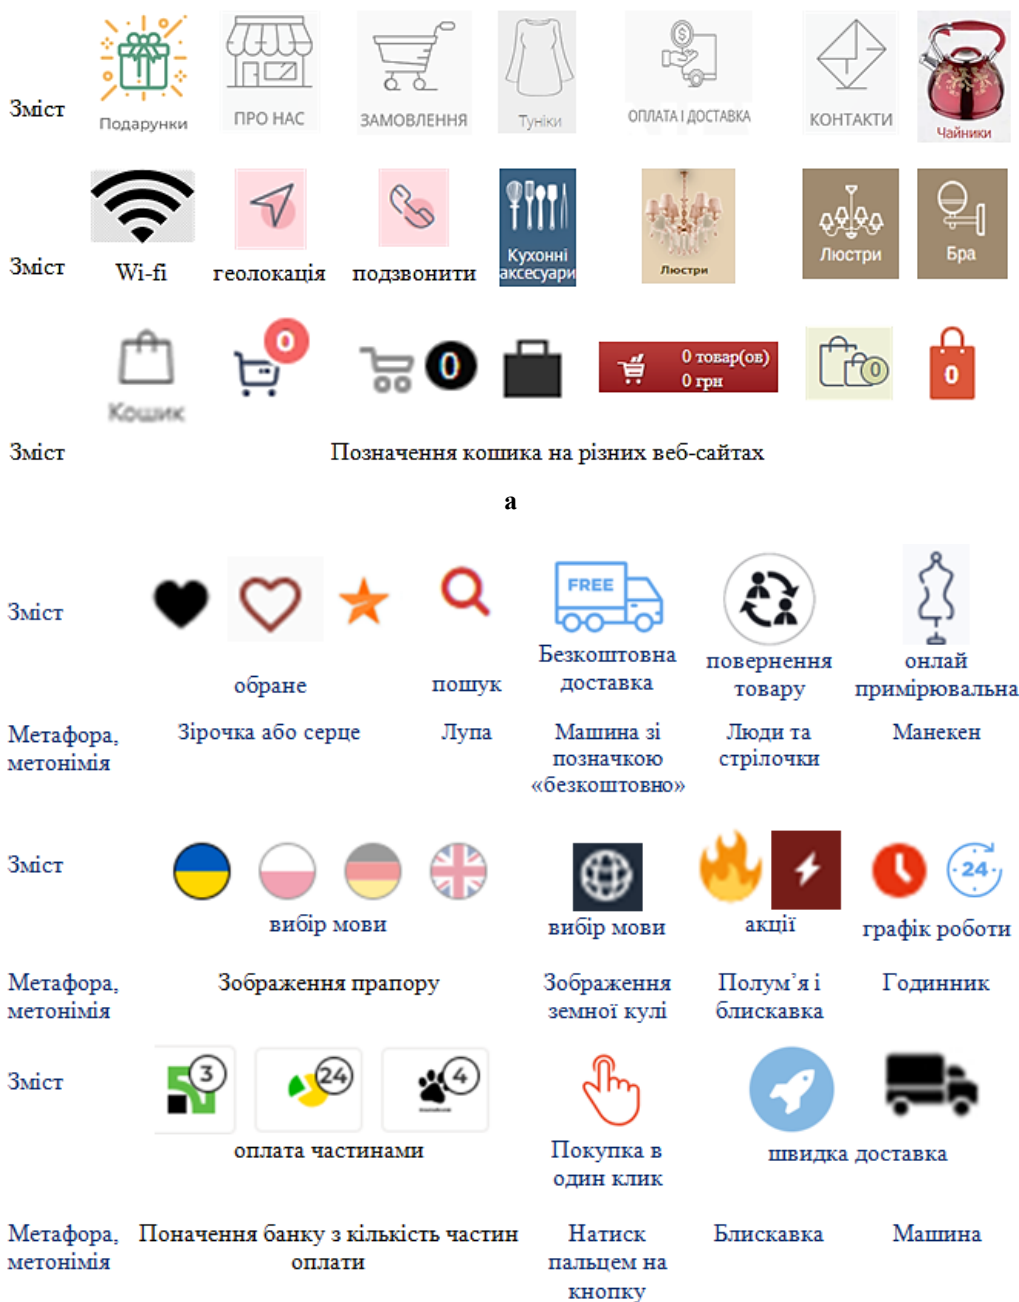 Зміст
Подарунки
ПРО НАС
ЗАМОВЛЕННЯ
Туніки
ОПЛАТА І ДОСТАВКА
КОНТАКТИ
Чайники
Зміст
Wi-fi
геолокація
подзвонити
Кухонні
аксесуари
Люстри
Люстри
Бра
Кошик
0
0
0 товар(ов)
0 грн
0
0
Зміст
Позначення кошика на різних веб-сайтах
а
Зміст
FREE
обране
пошук
Безкоштовна
доставка
повернення
товару
онлай
примірювальна
Метафора,
метонімія
Зірочка або серце
Лупа
Машина зі
позначкою
«безкоштовно»
Люди та
стрілочки
Манекен
Зміст
24
вибір мови
вибір мови
акції
графік роботи
Метафора,
метонімія
Зображення прапору
Зображення
земної кулі
Полум’я і
блискавка
Годинник
Зміст
3
24
4
оплата частинами
Покупка в
один клик
швидка доставка
Метафора,
метонімія
Поначення банку з кількість частин
оплати
Натиск
пальцем на
кнопку
Блискавка
Машина